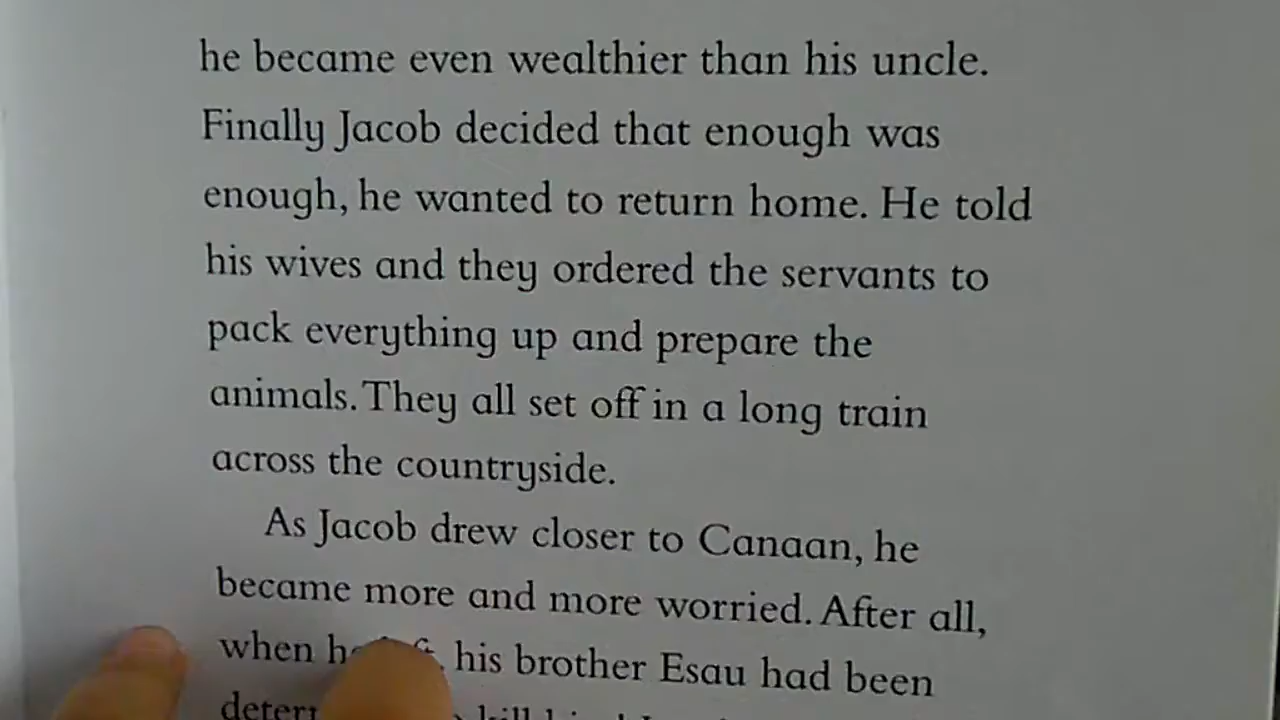 he became even wealthier than his uncle.
Finally Jacob decided that enough was
enough, he wanted to return home. He told
his wives and they ordered the servants to
pack everything up and prepare the
animals. They all set off in a long train
across the countryside.
As Jacob drew closer to Canaan, he
became more and more worried. After all,
when his brother Esau had been
kill